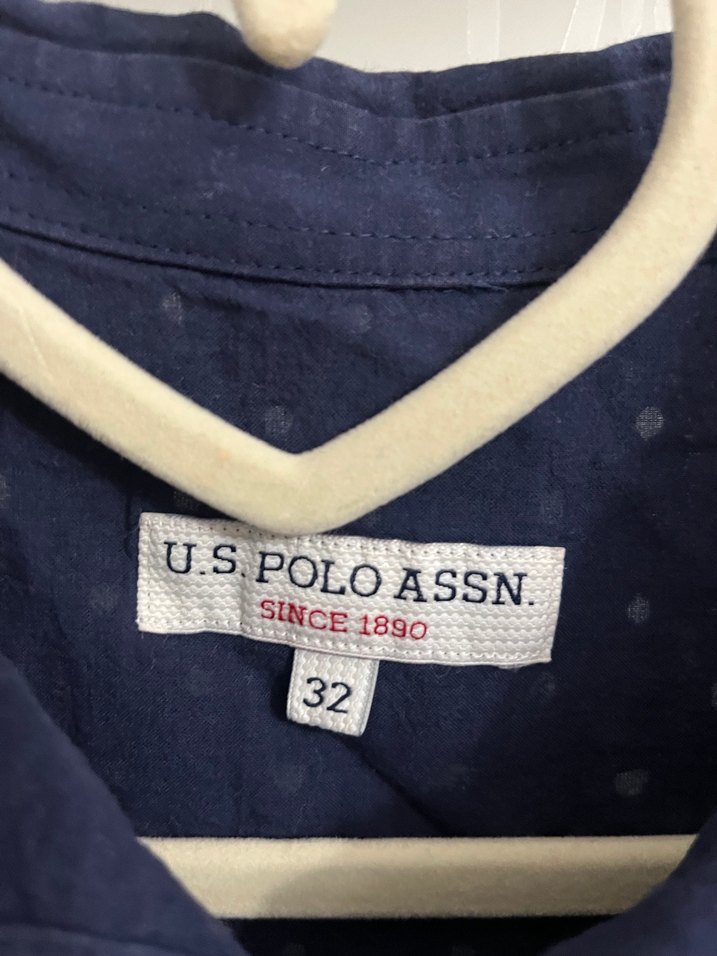 U.S. POLO ASSN.
SINCE 1890
32